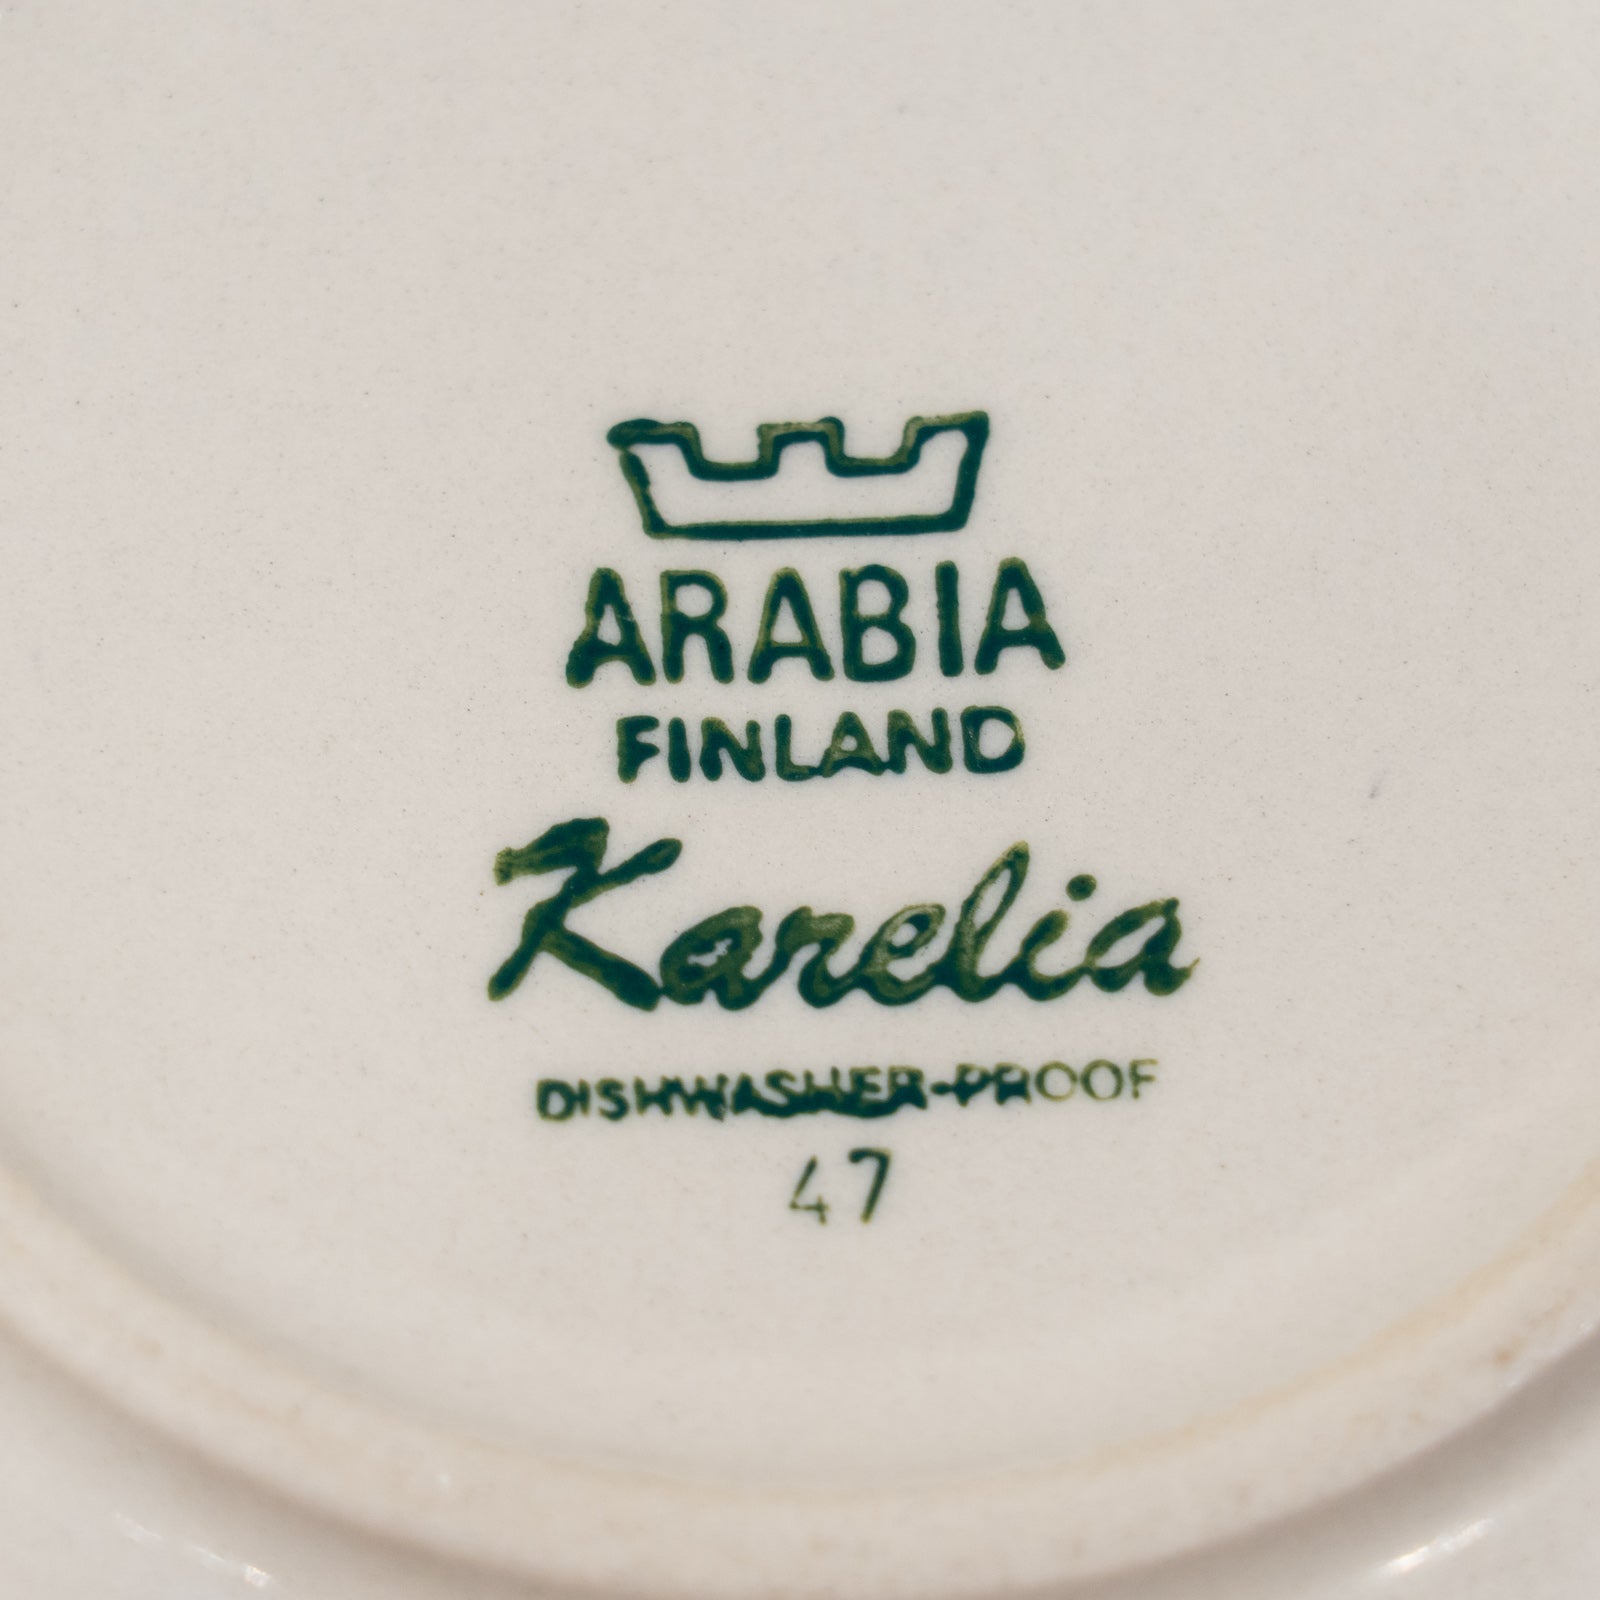 ARABIA
FINLAND
Karelia
DISHWASHER-PROOF
47